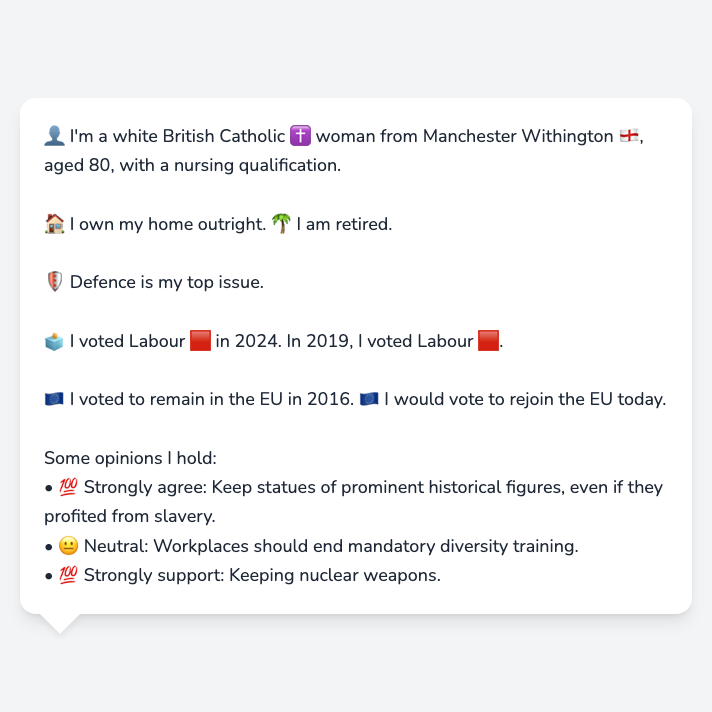 👤 I'm a white British Catholic ✝️ woman from Manchester Withington 🏴󠁧󠁢󠁥󠁮󠁧󠁿,
aged 80, with a nursing qualification.
🏠 I own my home outright. 🌴 I am retired.
🛡️ Defence is my top issue.
🗳️ I voted Labour 🟥 in 2024. In 2019, I voted Labour 🟥.
🇪🇺 I voted to remain in the EU in 2016. 🇪🇺 I would vote to rejoin the EU today.
Some opinions I hold:
• 💯 Strongly agree: Keep statues of prominent historical figures, even if they
profited from slavery.
• 😐 Neutral: Workplaces should end mandatory diversity training.
• 💯 Strongly support: Keeping nuclear weapons.